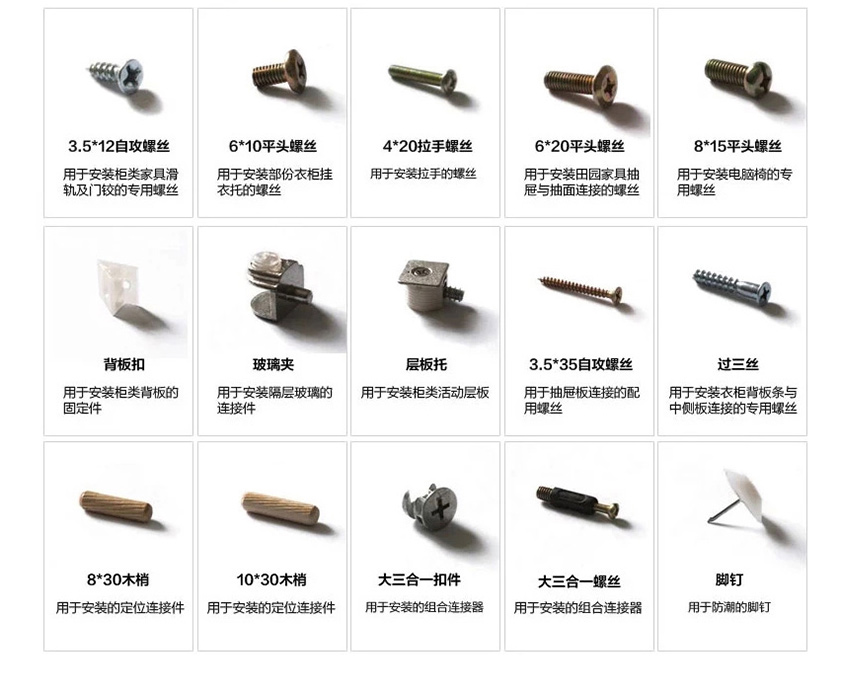 3.5*12自攻螺丝
用于安装柜类家具滑
轨及门铰的专用螺丝
6*10平头螺丝
用于安装部份衣柜挂
衣托的螺丝
4*20拉手螺丝
用于安装拉手的螺丝
6*20平头螺丝
用于安装田园家具抽
屉与抽面连接的螺丝
8*15平头螺丝
用于安装电脑椅的专
用螺丝
背板扣
用于安装柜类背板的
固定件
玻璃夹
用于安装隔层玻璃的
连接件
层板托
用于安装柜类活动层板
3.5*35自攻螺丝
用于抽屉板连接的配
用螺丝
过三丝
用于安装衣柜背板条与
中侧板连接的专用螺丝
8*30木梢
用于安装的定位连接件
10*30木梢
用于安装的定位连接件
大三合一扣件
用于安装的组合连接器
大三合一螺丝
用于安装的组合连接器
脚钉
用于防潮的脚钉